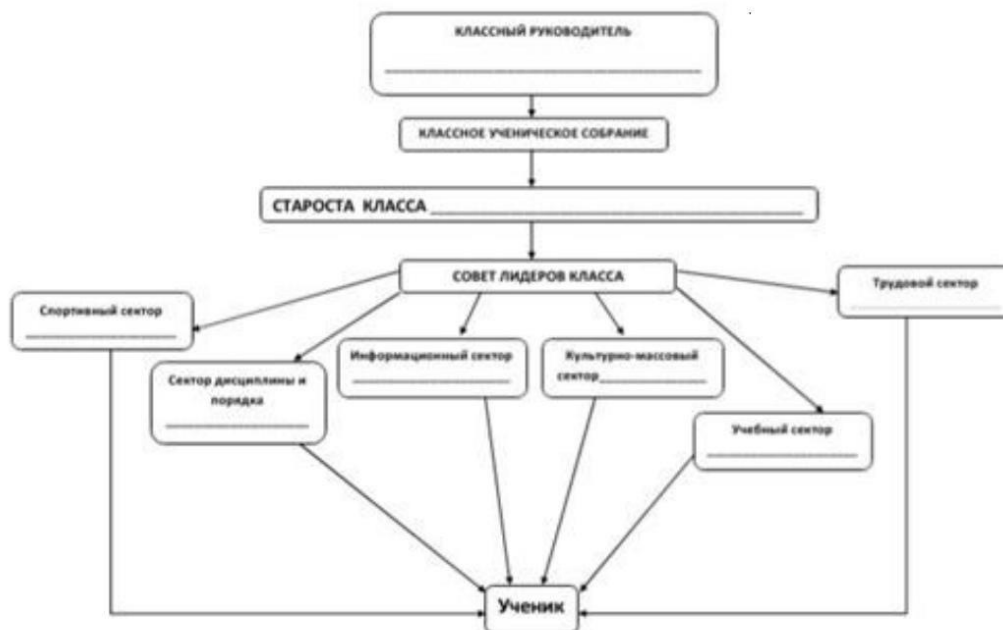 КЛАССНЫЙ РУКОВОДИТЕЛЬ
КЛАССНОЕ УЧЕНИЧЕСКОЕ СОБРАНИЕ
СТАРОСТА КЛАССА
СОВЕТ ЛИДЕРОВ КЛАССА
Трудовой сектор
Спортивный сектор
Информационный сектор
Культурно-массовый
сектор
Сектор дисциплины и
порядка
Учебный сектор
Ученик